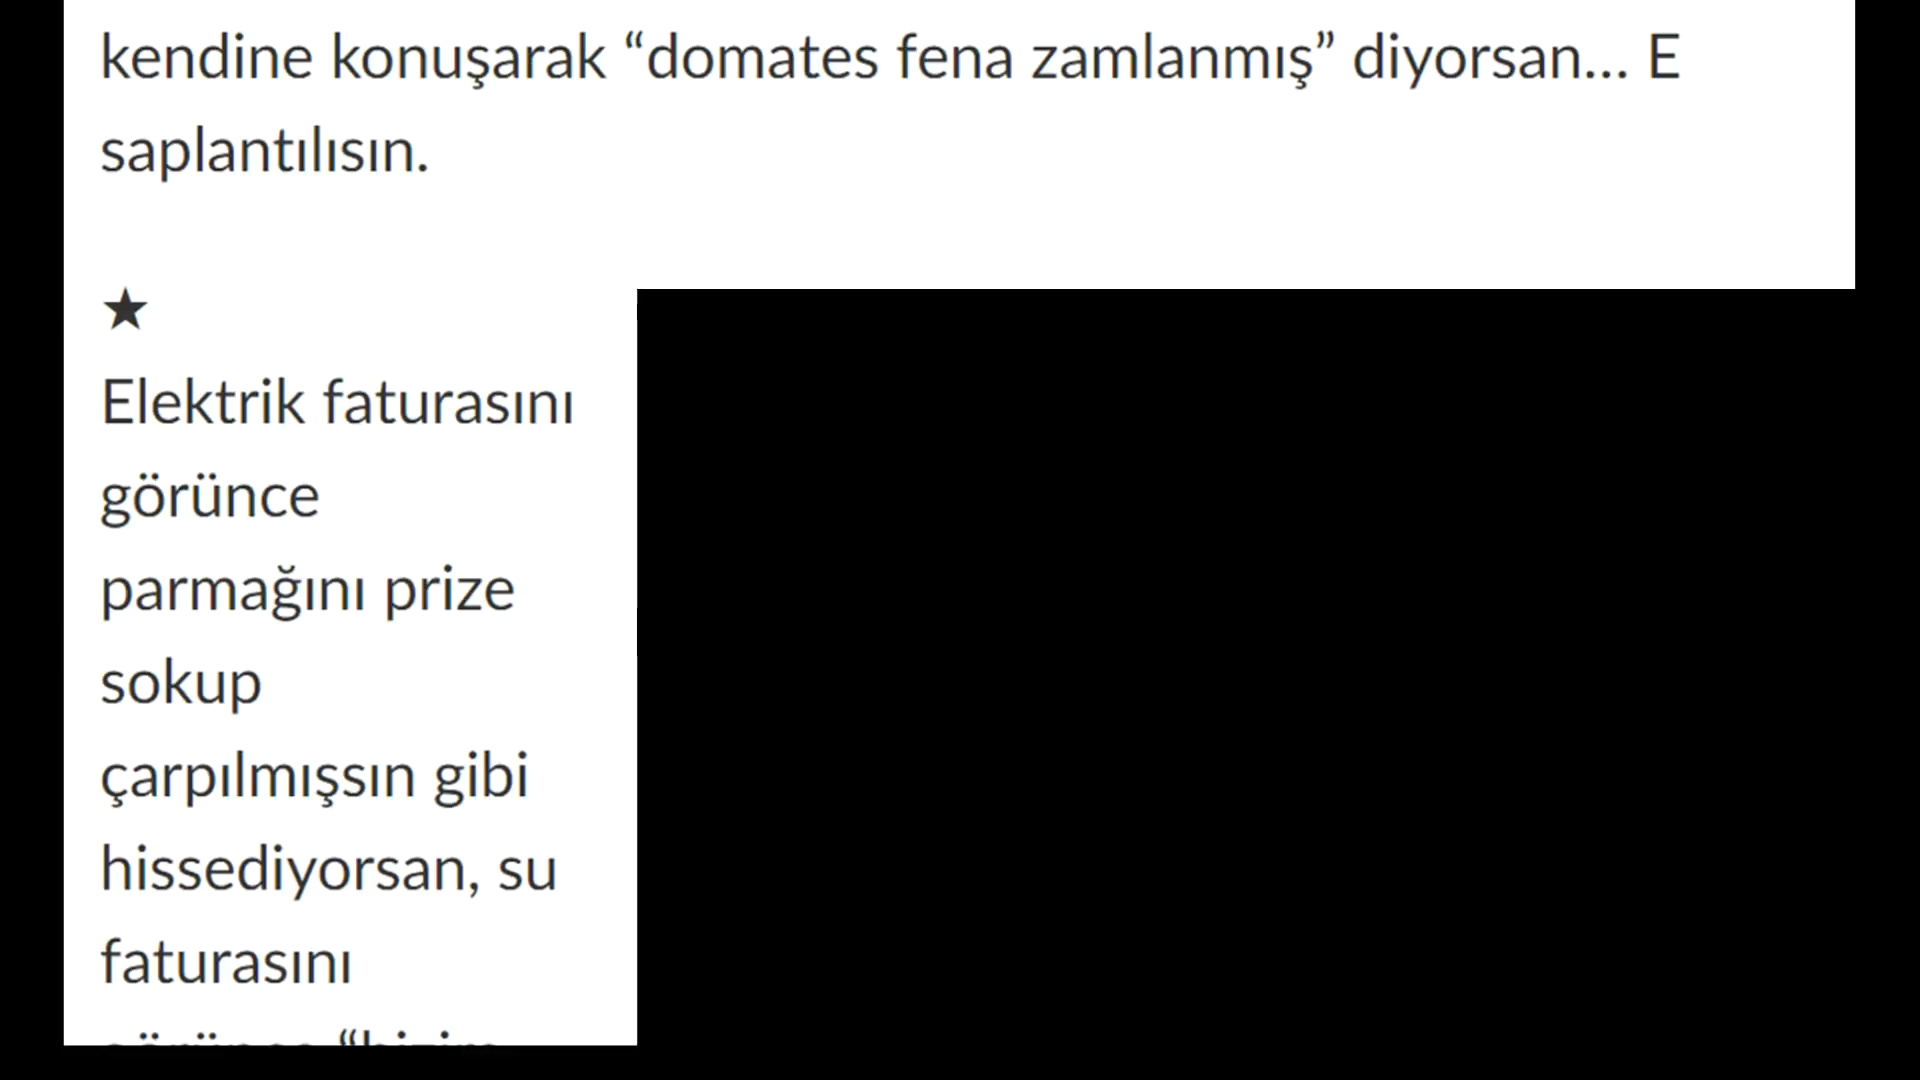 kendine konuşarak “domates fena zamlanmış” diyorsan... E
saplantılısın.
★
Elektrik faturasını
görünce
parmağını prize
sokup
çarpılmışsın gibi
hissediyorsan, su
faturasını